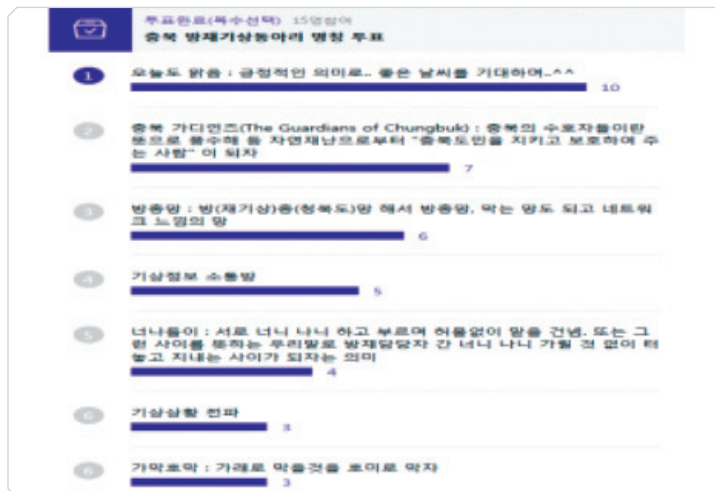 투표완료(복수선택) 15명참여
충북 방재기상동아리 명칭 투표
1 오늘도 맑음 : 긍정적인 의미로.. 좋은 날씨를 기대하며..^^
10
2 충북 가디언즈(The Guardians of Chungbuk) : 충북의 수호자들이란
뜻으로 풍수해 등 자연재난으로부터 "충북도민을 지키고 보호하여 주
는 사람" 이 되자
7
3 방충망 : 방(재기상)충(청북도)망 해서 방충망, 막는 망도 되고 네트워
크 느낌의 망
6
4 기상정보 소통방
5
5 너나들이 : 서로 너니 나니 하고 부르며 허물없이 말을 건넴. 또는 그
런 사이를 뜻하는 우리말로 방재담당자 간 너니 나니 가릴 것 없이 터
놓고 지내는 사이가 되자는 의미
4
6 기상상황 전파
3
6 가막호막 : 가래로 막을것을 호미로 막자
3